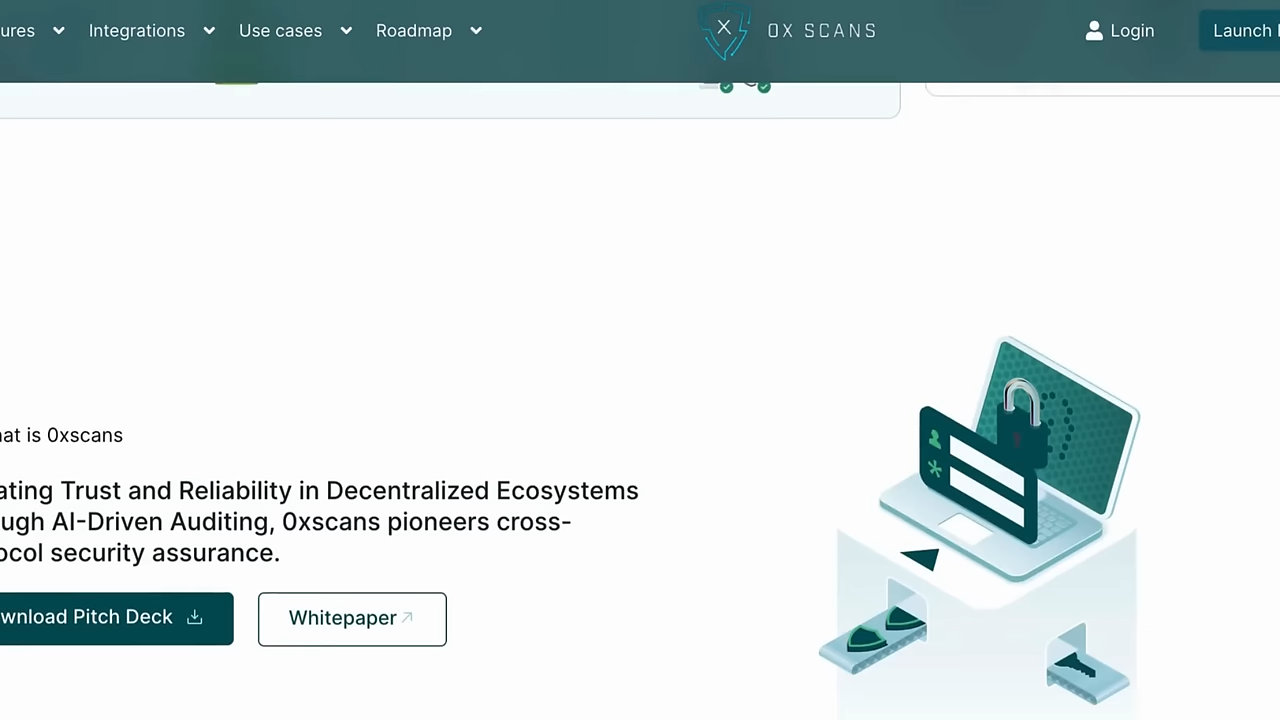 ures Integrations Use cases Roadmap 0X SCANS Login Launch
hat is 0xscans
ating Trust and Reliability in Decentralized Ecosystems
ugh AI-Driven Auditing, 0xscans pioneers cross-
ocol security assurance.
wnload Pitch Deck Whitepaper